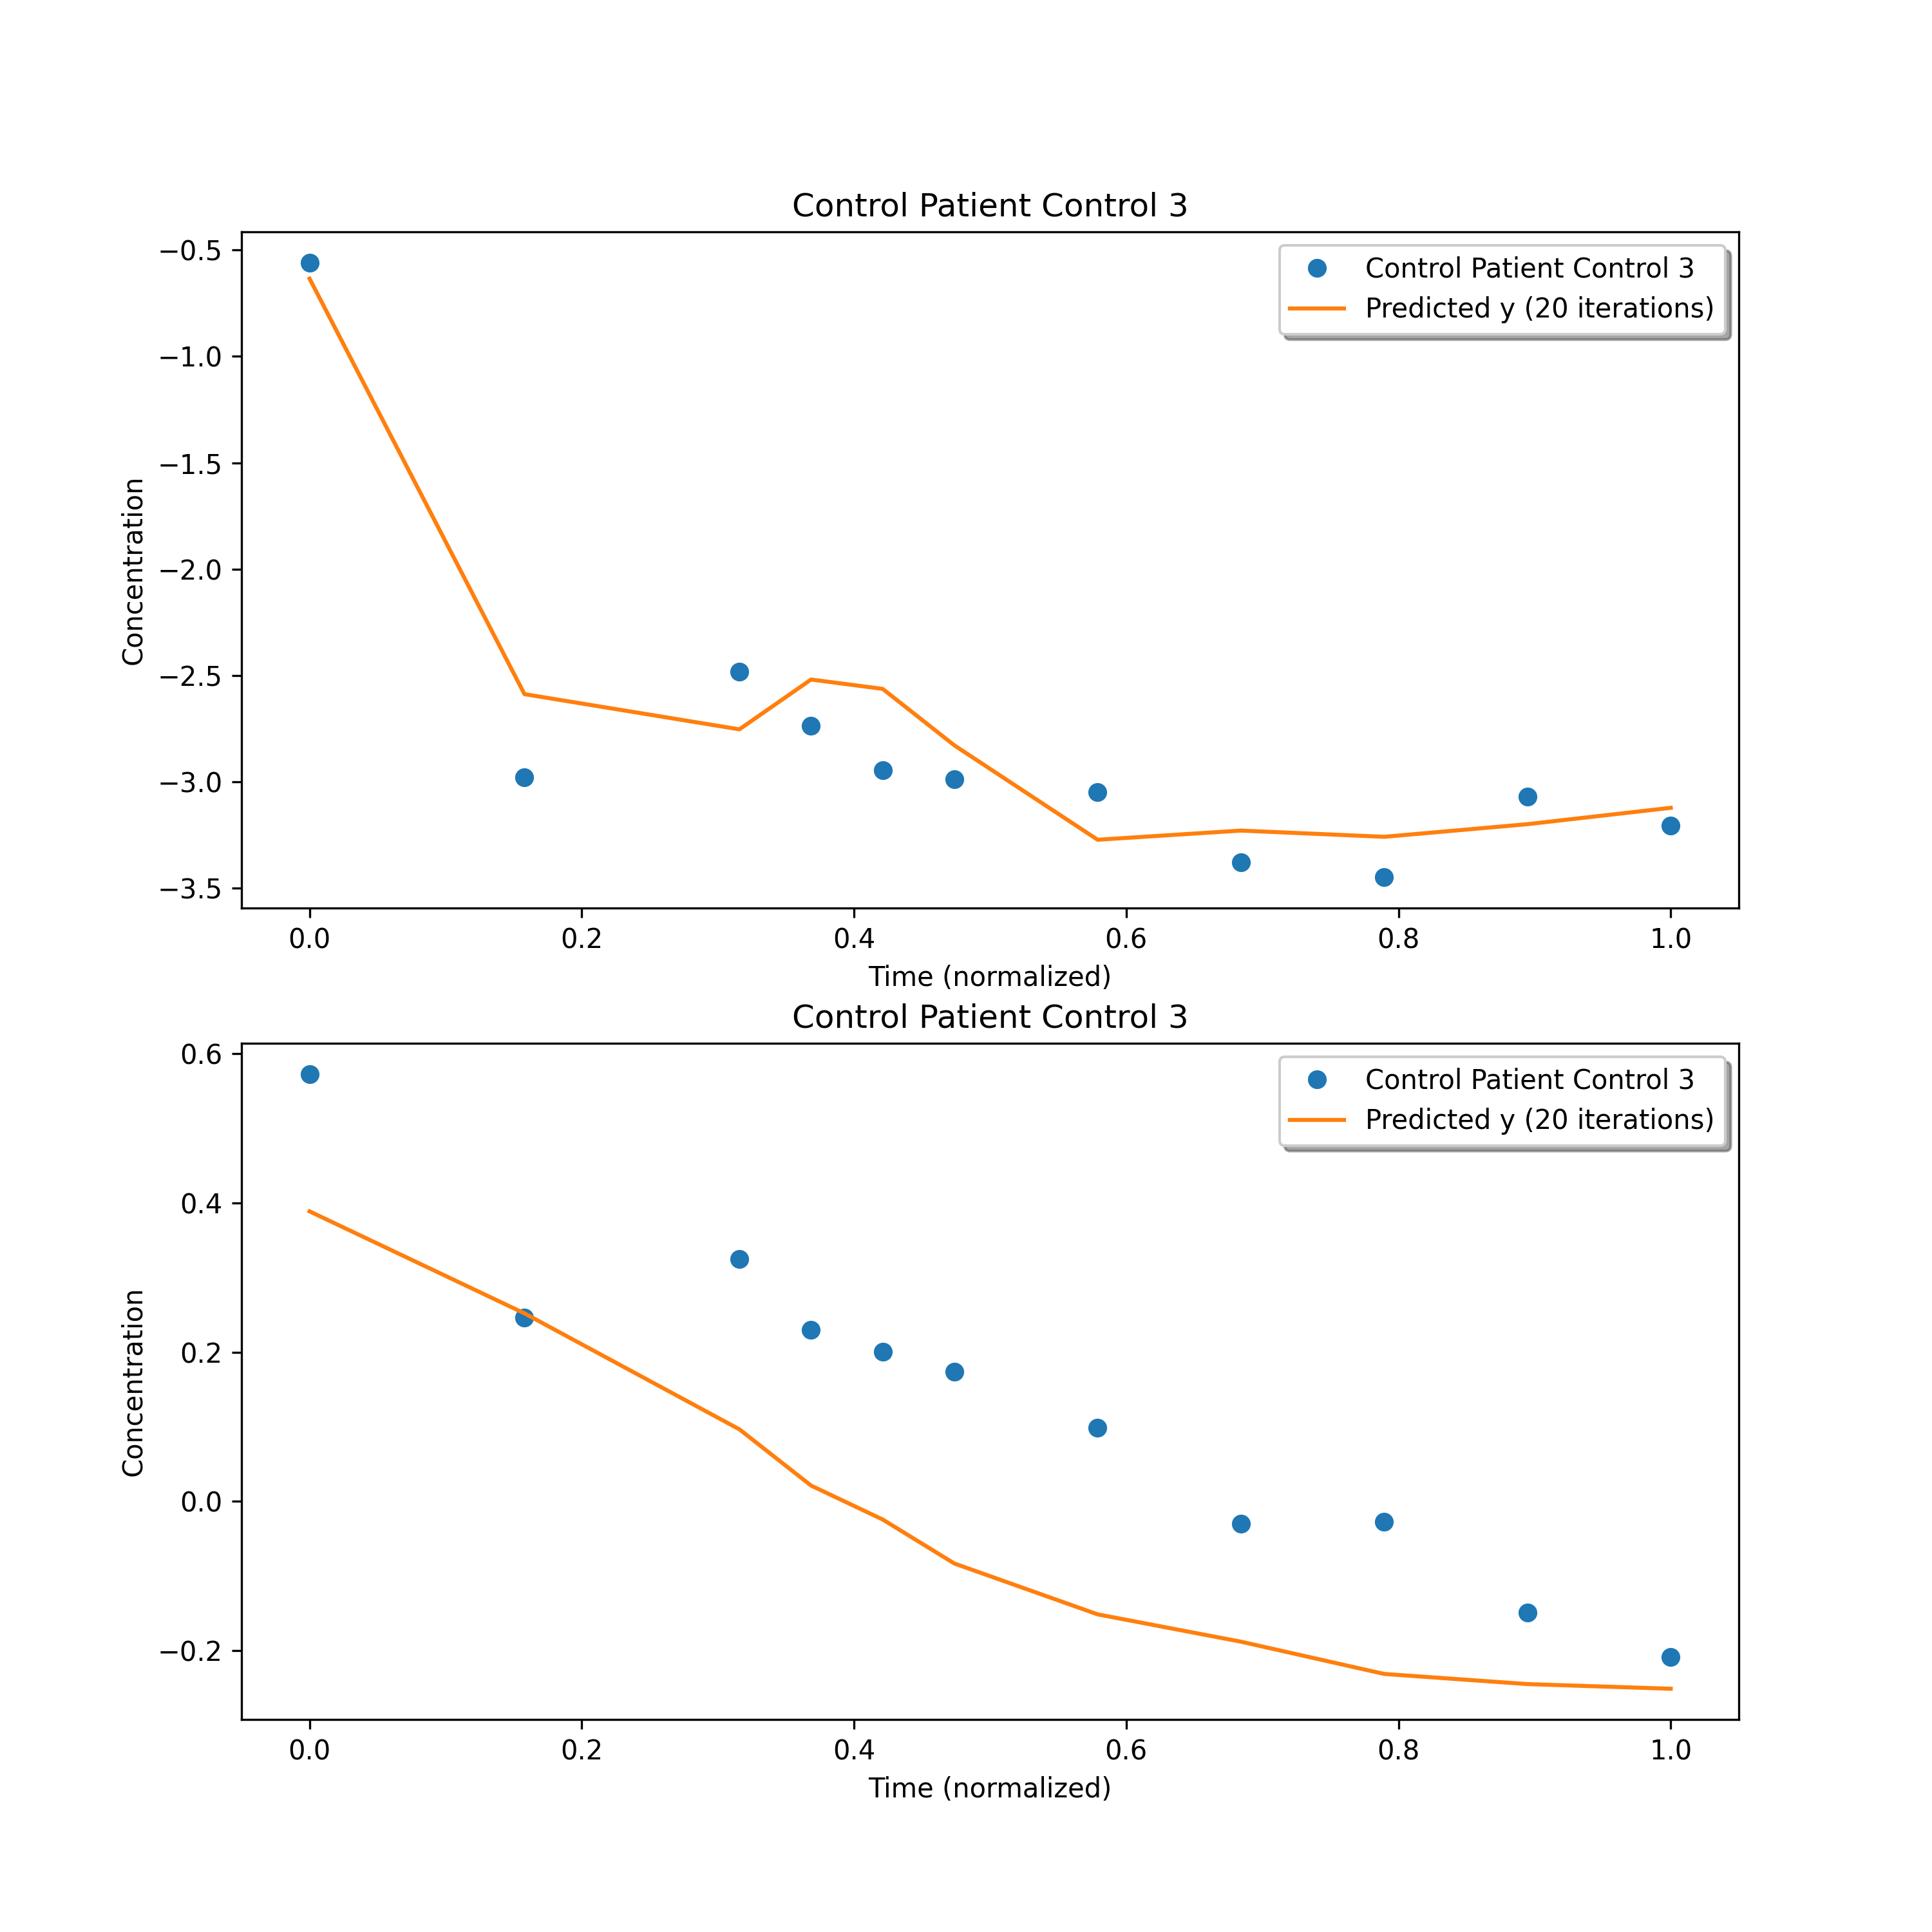 Control Patient Control 3
−0.5
−1.0
−1.5
−2.0
−2.5
−3.0
−3.5
Concentration
Control Patient Control 3
Predicted y (20 iterations)
0.0 0.2 0.4 0.6 0.8 1.0
Time (normalized)
Control Patient Control 3
0.6
0.4
0.2
0.0
−0.2
Concentration
Control Patient Control 3
Predicted y (20 iterations)
0.0 0.2 0.4 0.6 0.8 1.0
Time (normalized)